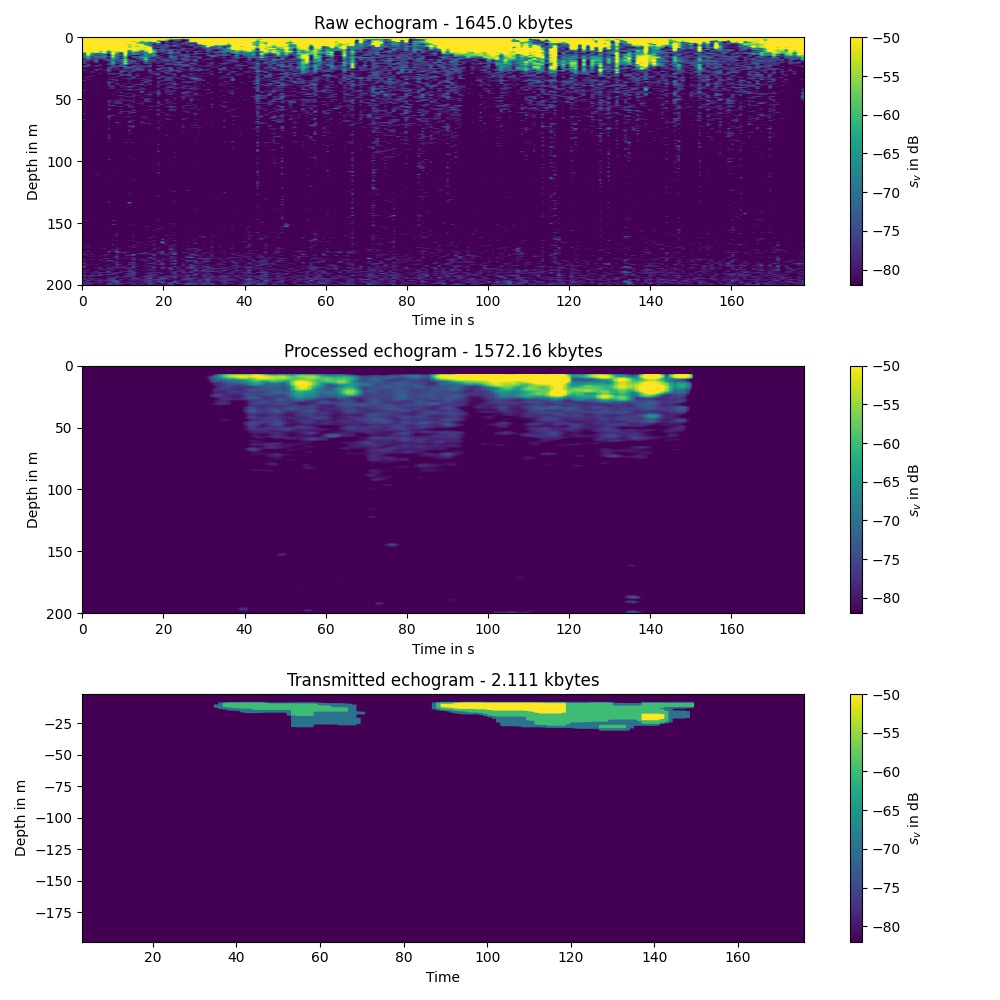 Raw echogram - 1645.0 kbytes
0
50
100
150
200
Depth in m
0 20 40 60 80 100 120 140 160
Time in s
−50
−55
−60
−65
−70
−75
−80
sv in dB
Processed echogram - 1572.16 kbytes
0
50
100
150
200
Depth in m
0 20 40 60 80 100 120 140 160
Time in s
−50
−55
−60
−65
−70
−75
−80
sv in dB
Transmitted echogram - 2.111 kbytes
−25
−50
−75
−100
−125
−150
−175
Depth in m
20 40 60 80 100 120 140 160
Time
−50
−55
−60
−65
−70
−75
−80
sv in dB